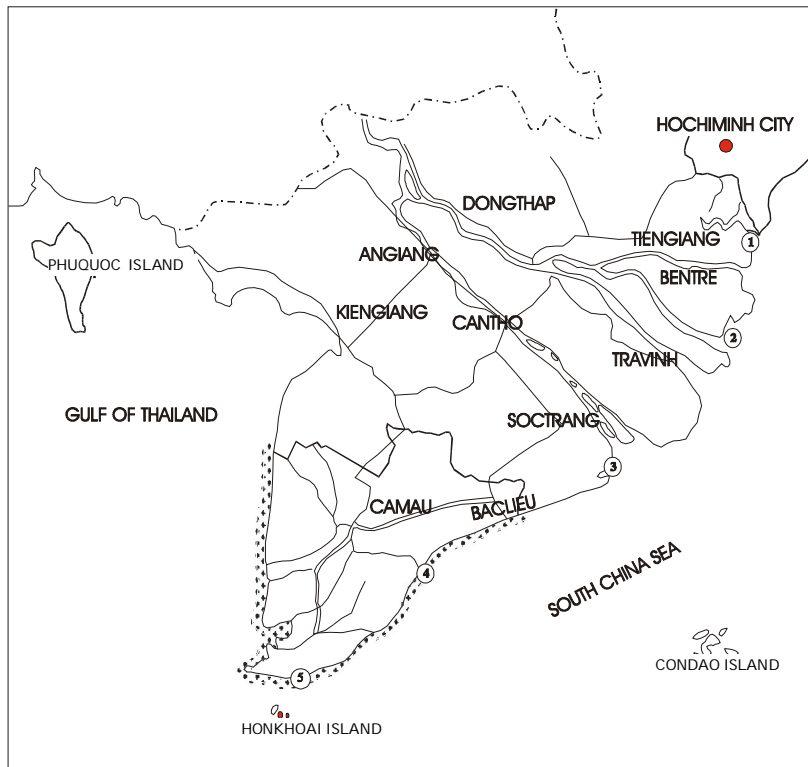 HOCHIMINH CITY
DONGTHAP
TIENGIANG
1
ANGIANG
PHUQUOC ISLAND
BENTRE
KIENGIANG
CANTHO
2
TRAVINH
GULF OF THAILAND
SOCTRANG
3
CAMAU
BACLIEU
4
SOUTH CHINA SEA
CONDAO ISLAND
5
HONKHOAI ISLAND